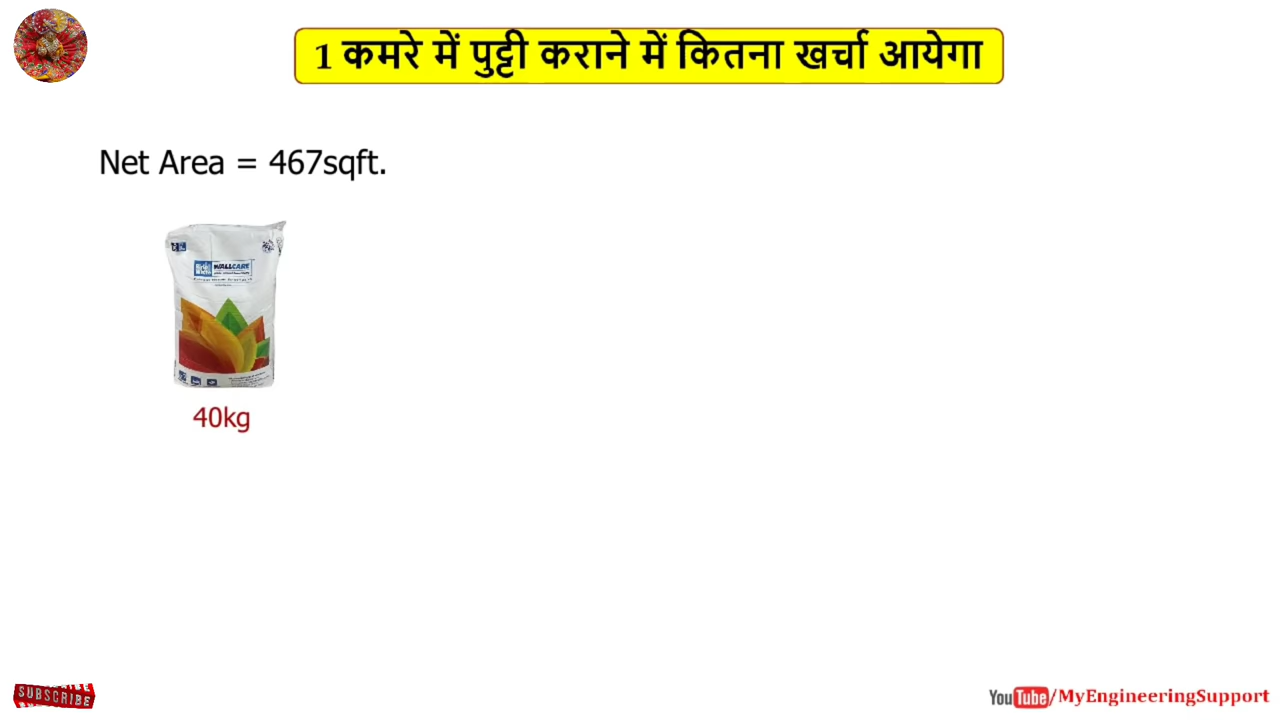 1 कमरे में पुट्टी कराने में कितना खर्चा आयेगा
Net Area = 467sqft.
WALLCARE
40kg
SUBSCRIBE
YouTube/MyEngineeringSupport